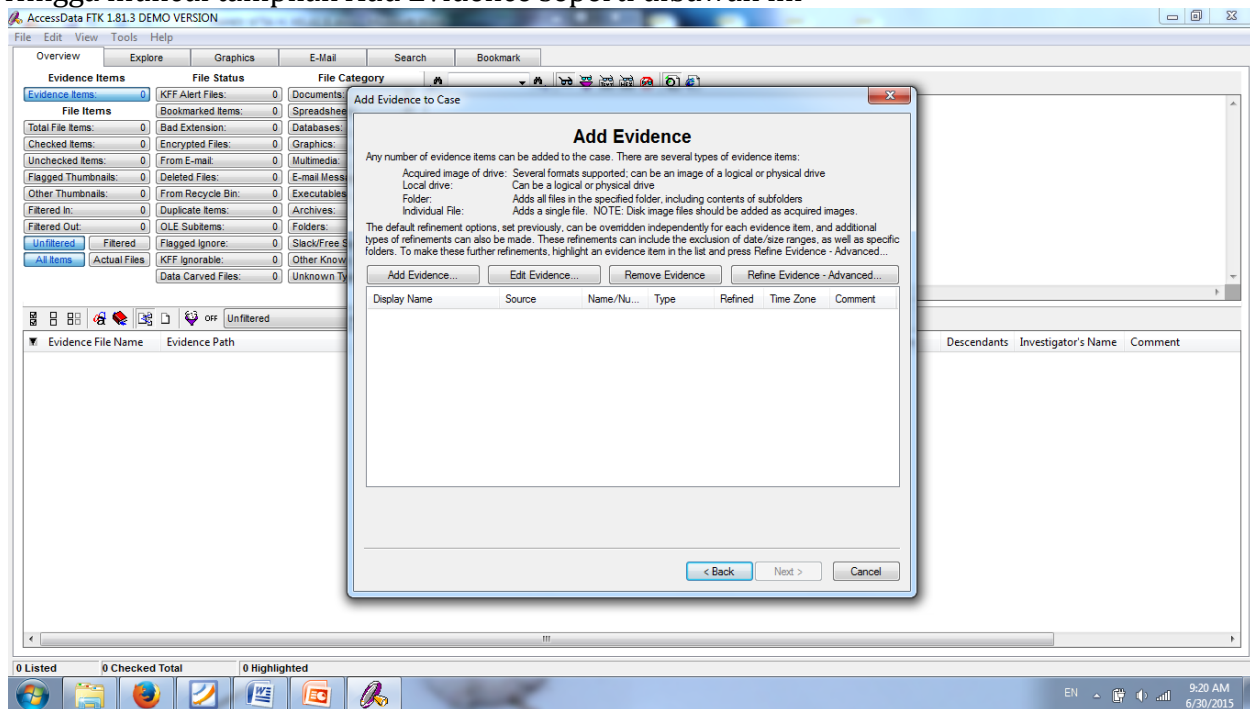 Hingga muncul tampilan Add Evidence seperti dibawah ini
AccessData FTK 1.81.3 DEMO VERSION
File Edit View Tools Help
Overview Explore Graphics E-Mail Search Bookmark
Evidence Items File Status File Category
Evidence Items: 0 KFF Alert Files: 0 Documents:
File Items Bookmarked Items: 0 Spreadshee
Total File Items: 0 Bad Extension: 0 Databases:
Checked Items: 0 Encrypted Files: 0 Graphics:
Unchecked Items: 0 From E-mail: 0 Multimedia:
Flagged Thumbnails: 0 Deleted Files: 0 E-mail Mess
Other Thumbnails: 0 From Recycle Bin: 0 Executables
Filtered In: 0 Duplicate Items: 0 Archives:
Filtered Out: 0 OLE Subitems: 0 Folders:
Unfiltered Filtered Flagged Ignore: 0 Slack/Free S
All Items Actual Files KFF Ignorable: 0 Other Know
Data Carved Files: 0 Unknown Ty
OFF Unfiltered
Evidence File Name Evidence Path Descendants Investigator's Name Comment
Add Evidence to Case
Add Evidence
Any number of evidence items can be added to the case. There are several types of evidence items:
Acquired image of drive: Several formats supported; can be an image of a logical or physical drive
Local drive: Can be a logical or physical drive
Folder: Adds all files in the specified folder, including contents of subfolders
Individual File: Adds a single file. NOTE: Disk image files should be added as acquired images.
The default refinement options, set previously, can be overridden independently for each evidence item, and additional
types of refinements can also be made. These refinements can include the exclusion of date/size ranges, as well as specific
folders. To make these further refinements, highlight an evidence item in the list and press Refine Evidence - Advanced...
Add Evidence... Edit Evidence... Remove Evidence Refine Evidence - Advanced...
Display Name Source Name/Nu... Type Refined Time Zone Comment
< Back Next > Cancel
0 Listed 0 Checked Total 0 Highlighted
EN 9:20 AM
6/30/2015